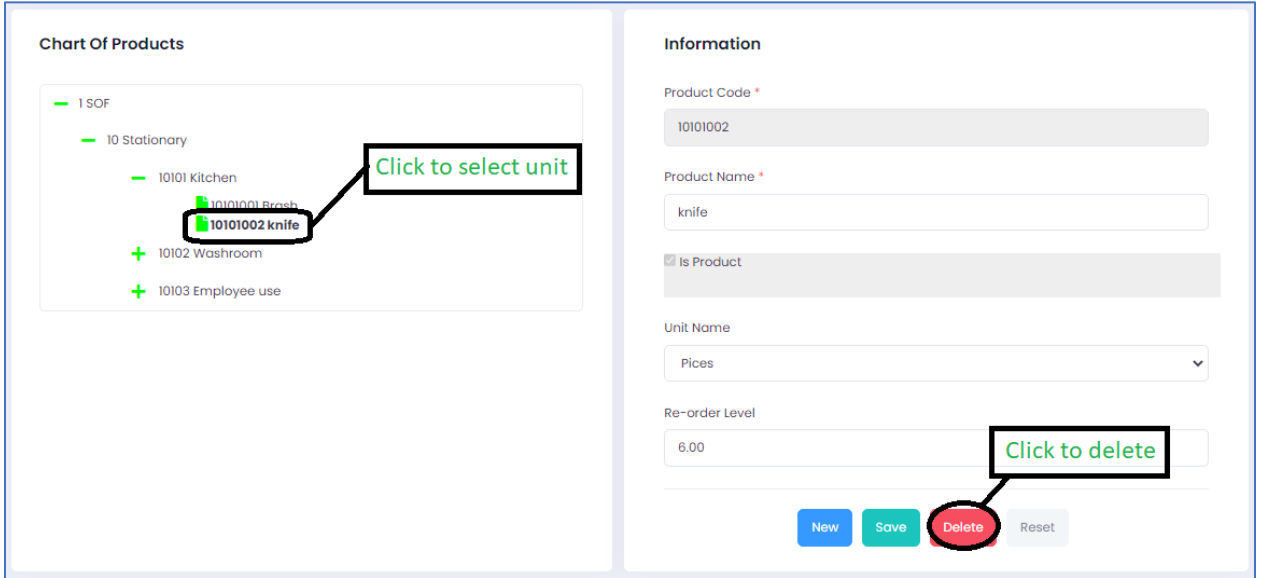 Chart Of Products
1 SOF
10 Stationary
10101 Kitchen
10101001 Brash
10101002 knife
10102 Washroom
10103 Employee use
Click to select unit
Information
Product Code *
10101002
Product Name *
knife
Is Product
Unit Name
Pices
Re-order Level
6.00
Click to delete
New
Save
Delete
Reset